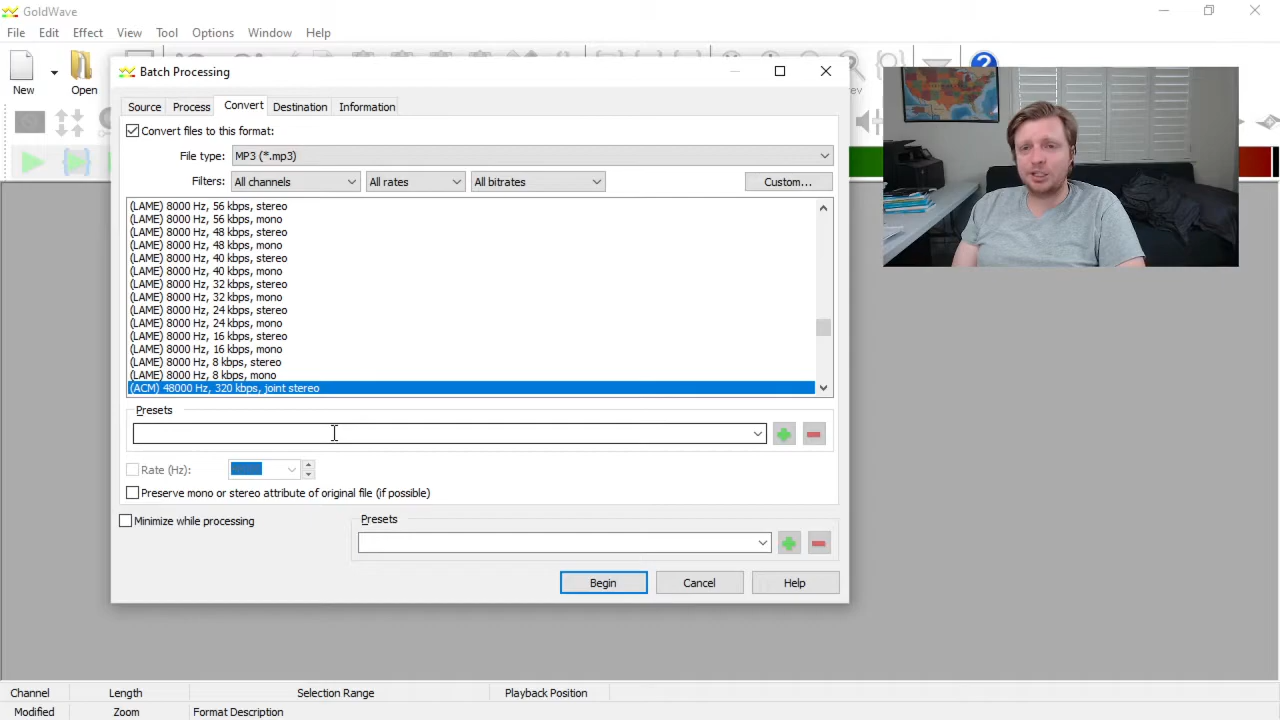 GoldWave
File Edit Effect View Tool Options Window Help
Batch Processing
New Open
Source Process Convert Destination Information
Convert files to this format:
File type: MP3 (*.mp3)
Filters: All channels All rates All bitrates Custom...
(LAME) 8000 Hz, 56 kbps, stereo
(LAME) 8000 Hz, 56 kbps, mono
(LAME) 8000 Hz, 48 kbps, stereo
(LAME) 8000 Hz, 48 kbps, mono
(LAME) 8000 Hz, 40 kbps, stereo
(LAME) 8000 Hz, 40 kbps, mono
(LAME) 8000 Hz, 32 kbps, stereo
(LAME) 8000 Hz, 32 kbps, mono
(LAME) 8000 Hz, 24 kbps, stereo
(LAME) 8000 Hz, 24 kbps, mono
(LAME) 8000 Hz, 16 kbps, stereo
(LAME) 8000 Hz, 16 kbps, mono
(LAME) 8000 Hz, 8 kbps, stereo
(LAME) 8000 Hz, 8 kbps, mono
(ACM) 48000 Hz, 320 kbps, joint stereo
Presets
Rate (Hz):
Preserve mono or stereo attribute of original file (if possible)
Minimize while processing
Presets
Begin Cancel Help
Channel Length Selection Range Playback Position
Modified Zoom Format Description